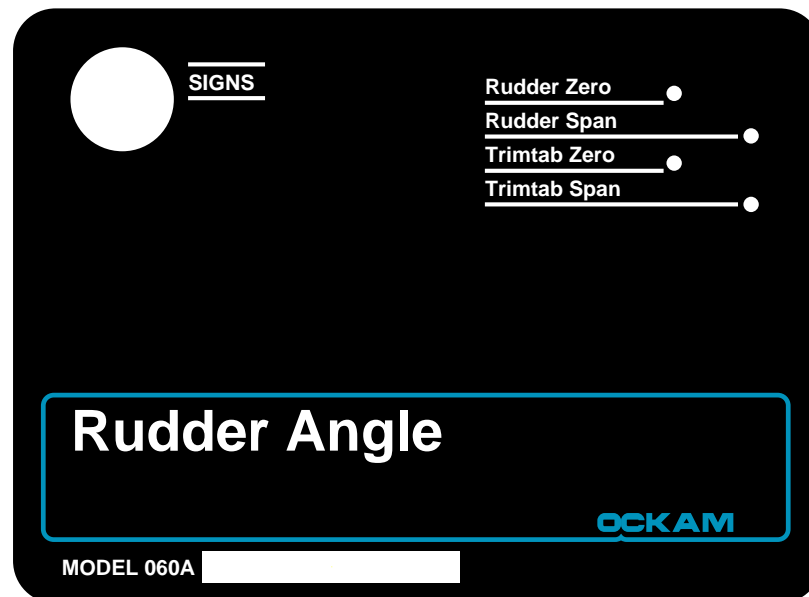 SIGNS
Rudder Zero
Rudder Span
Trimtab Zero
Trimtab Span
Rudder Angle
OCKAM
MODEL 060A